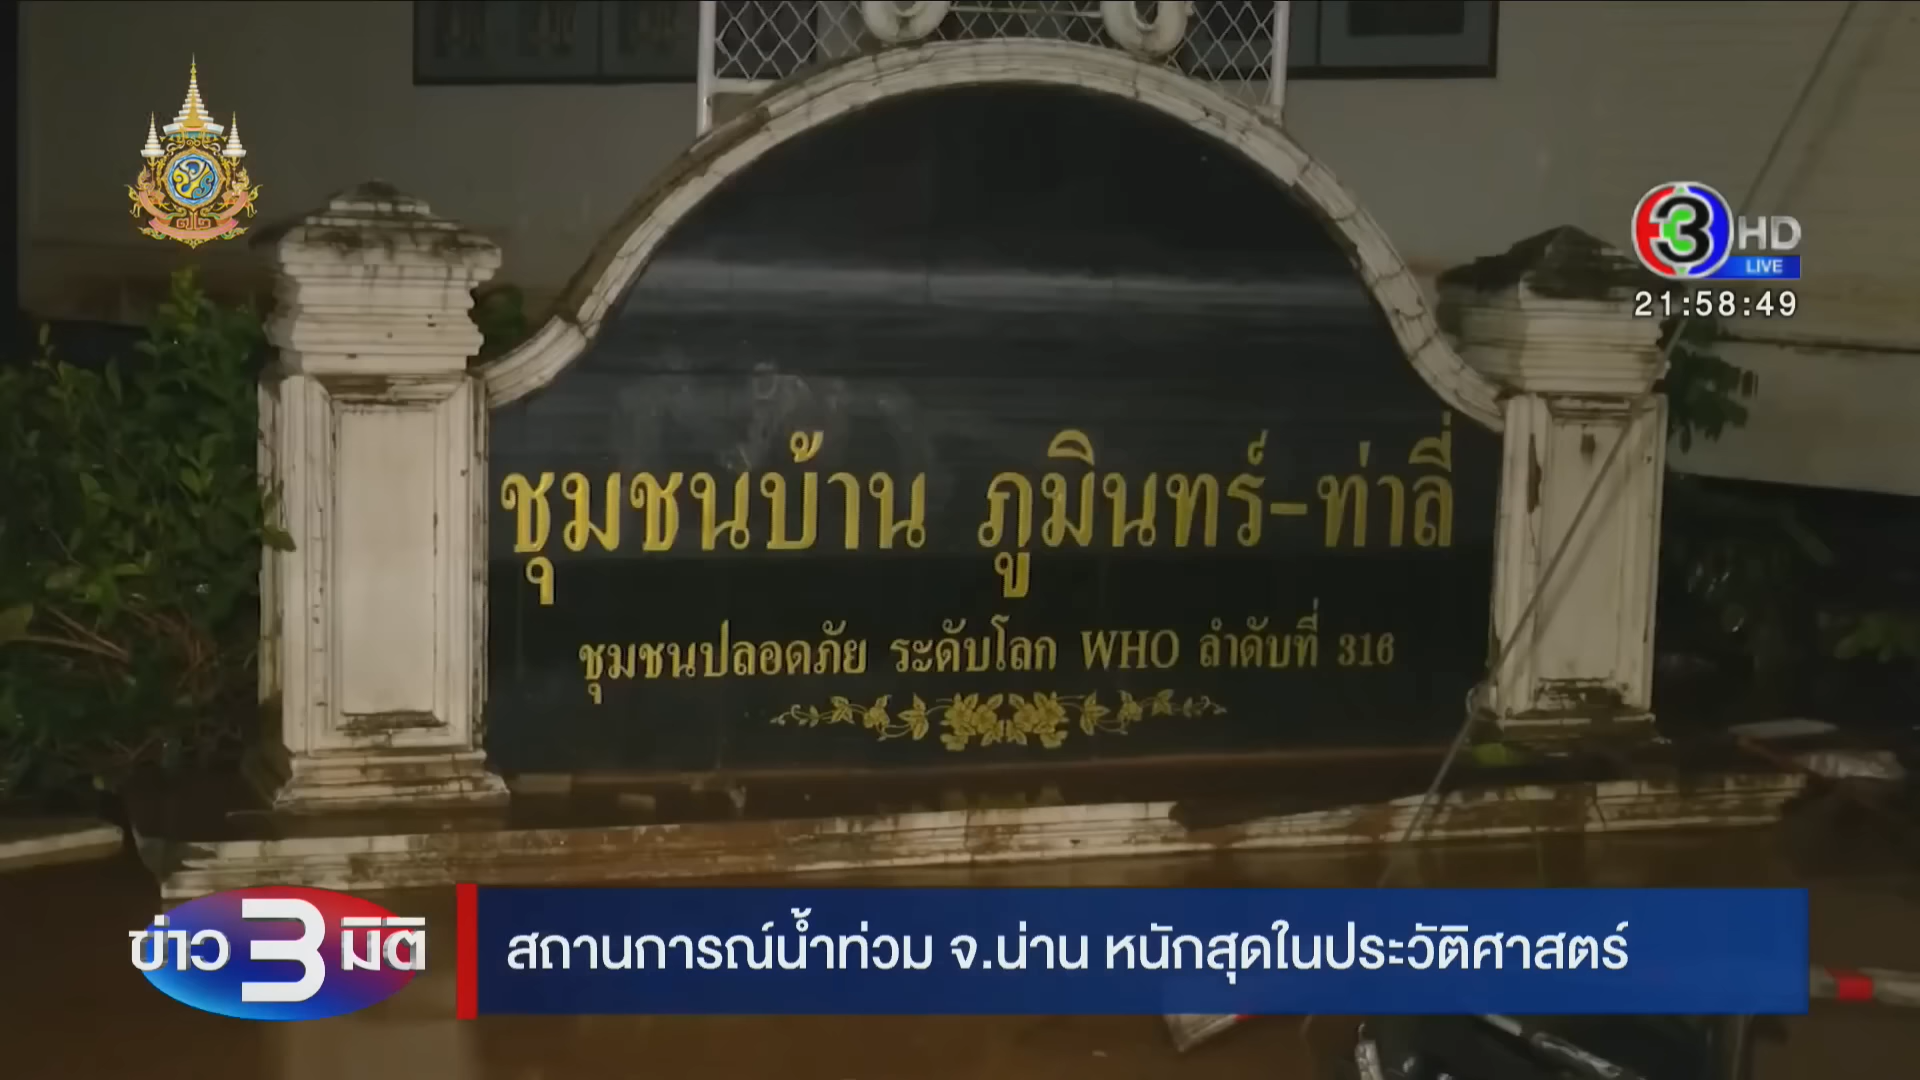 3 HD
LIVE
21:58:49
ชุมชนบ้าน ภูมินทร์-ท่าลี่
ชุมชนปลอดภัย ระดับโลก WHO ลำดับที่ 316
ข่าว 3 มิติ
สถานการณ์น้ำท่วม จ.น่าน หนักสุดในประวัติศาสตร์